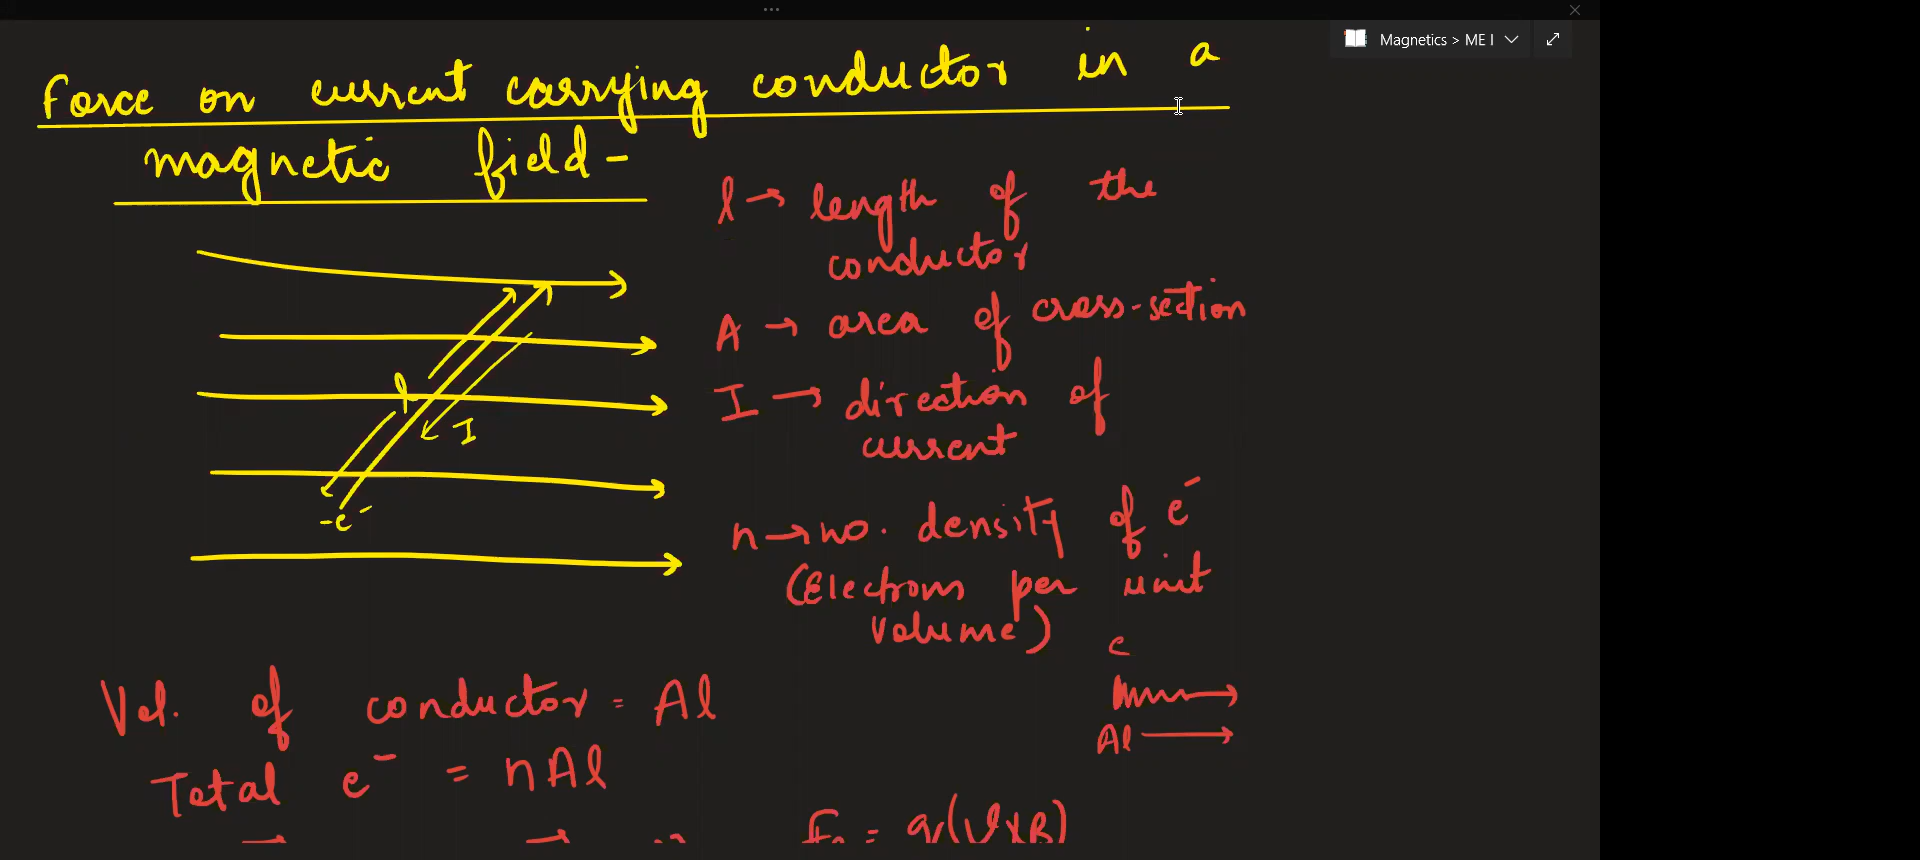 Magnetics > ME I
Force on current carrying conductor in a
magnetic field-
l → length of the
conductor
A → area of cross-section
I → direction of
current
n → no. density of e⁻
(Electrons per unit
volume)
l
I
-e⁻
e
Al →
Vol. of conductor = Al
Total e⁻ = nAl
= q(V×B)